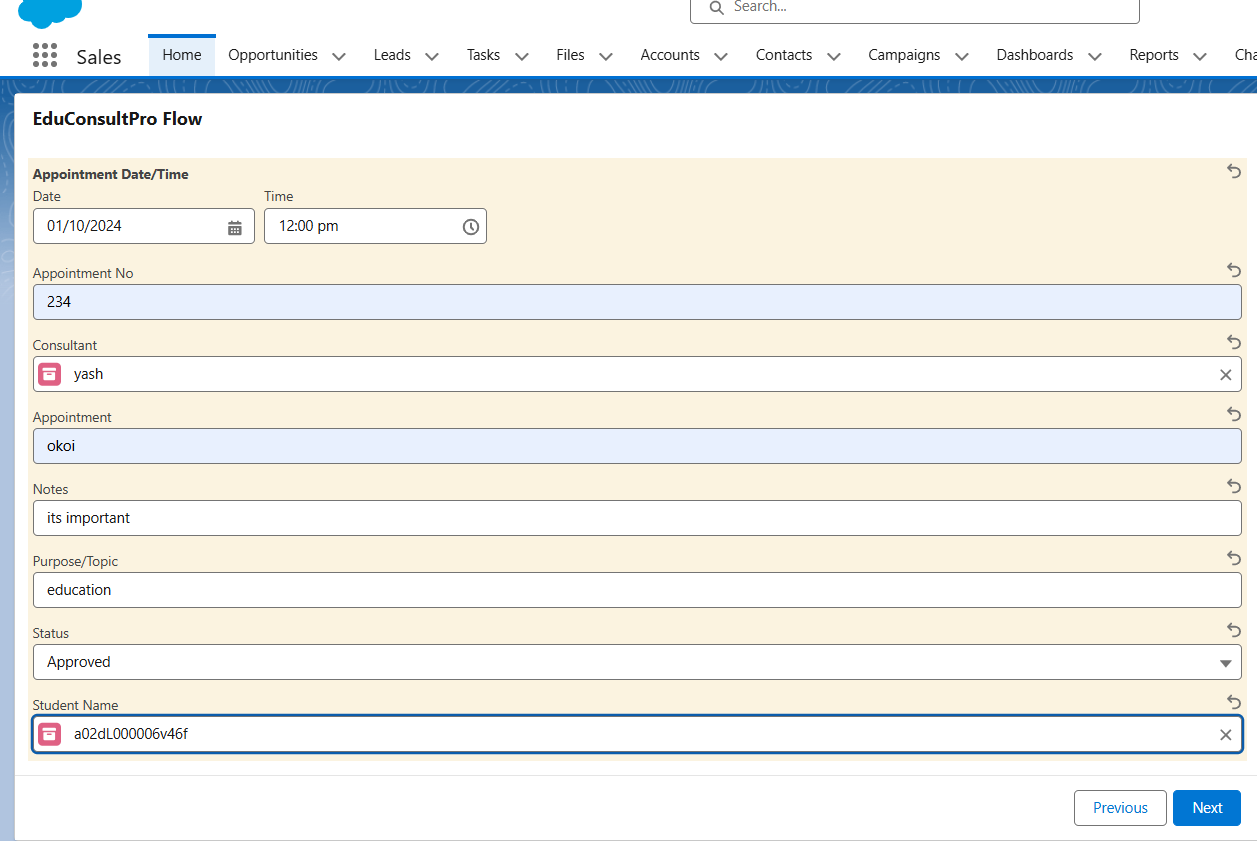 Search...
Sales Home Opportunities Leads Tasks Files Accounts Contacts Campaigns Dashboards Reports
EduConsultPro Flow
Appointment Date/Time
Date Time
01/10/2024 12:00 pm
Appointment No
234
Consultant
yash
Appointment
okoi
Notes
its important
Purpose/Topic
education
Status
Approved
Student Name
a02dL000006v46f
Previous Next